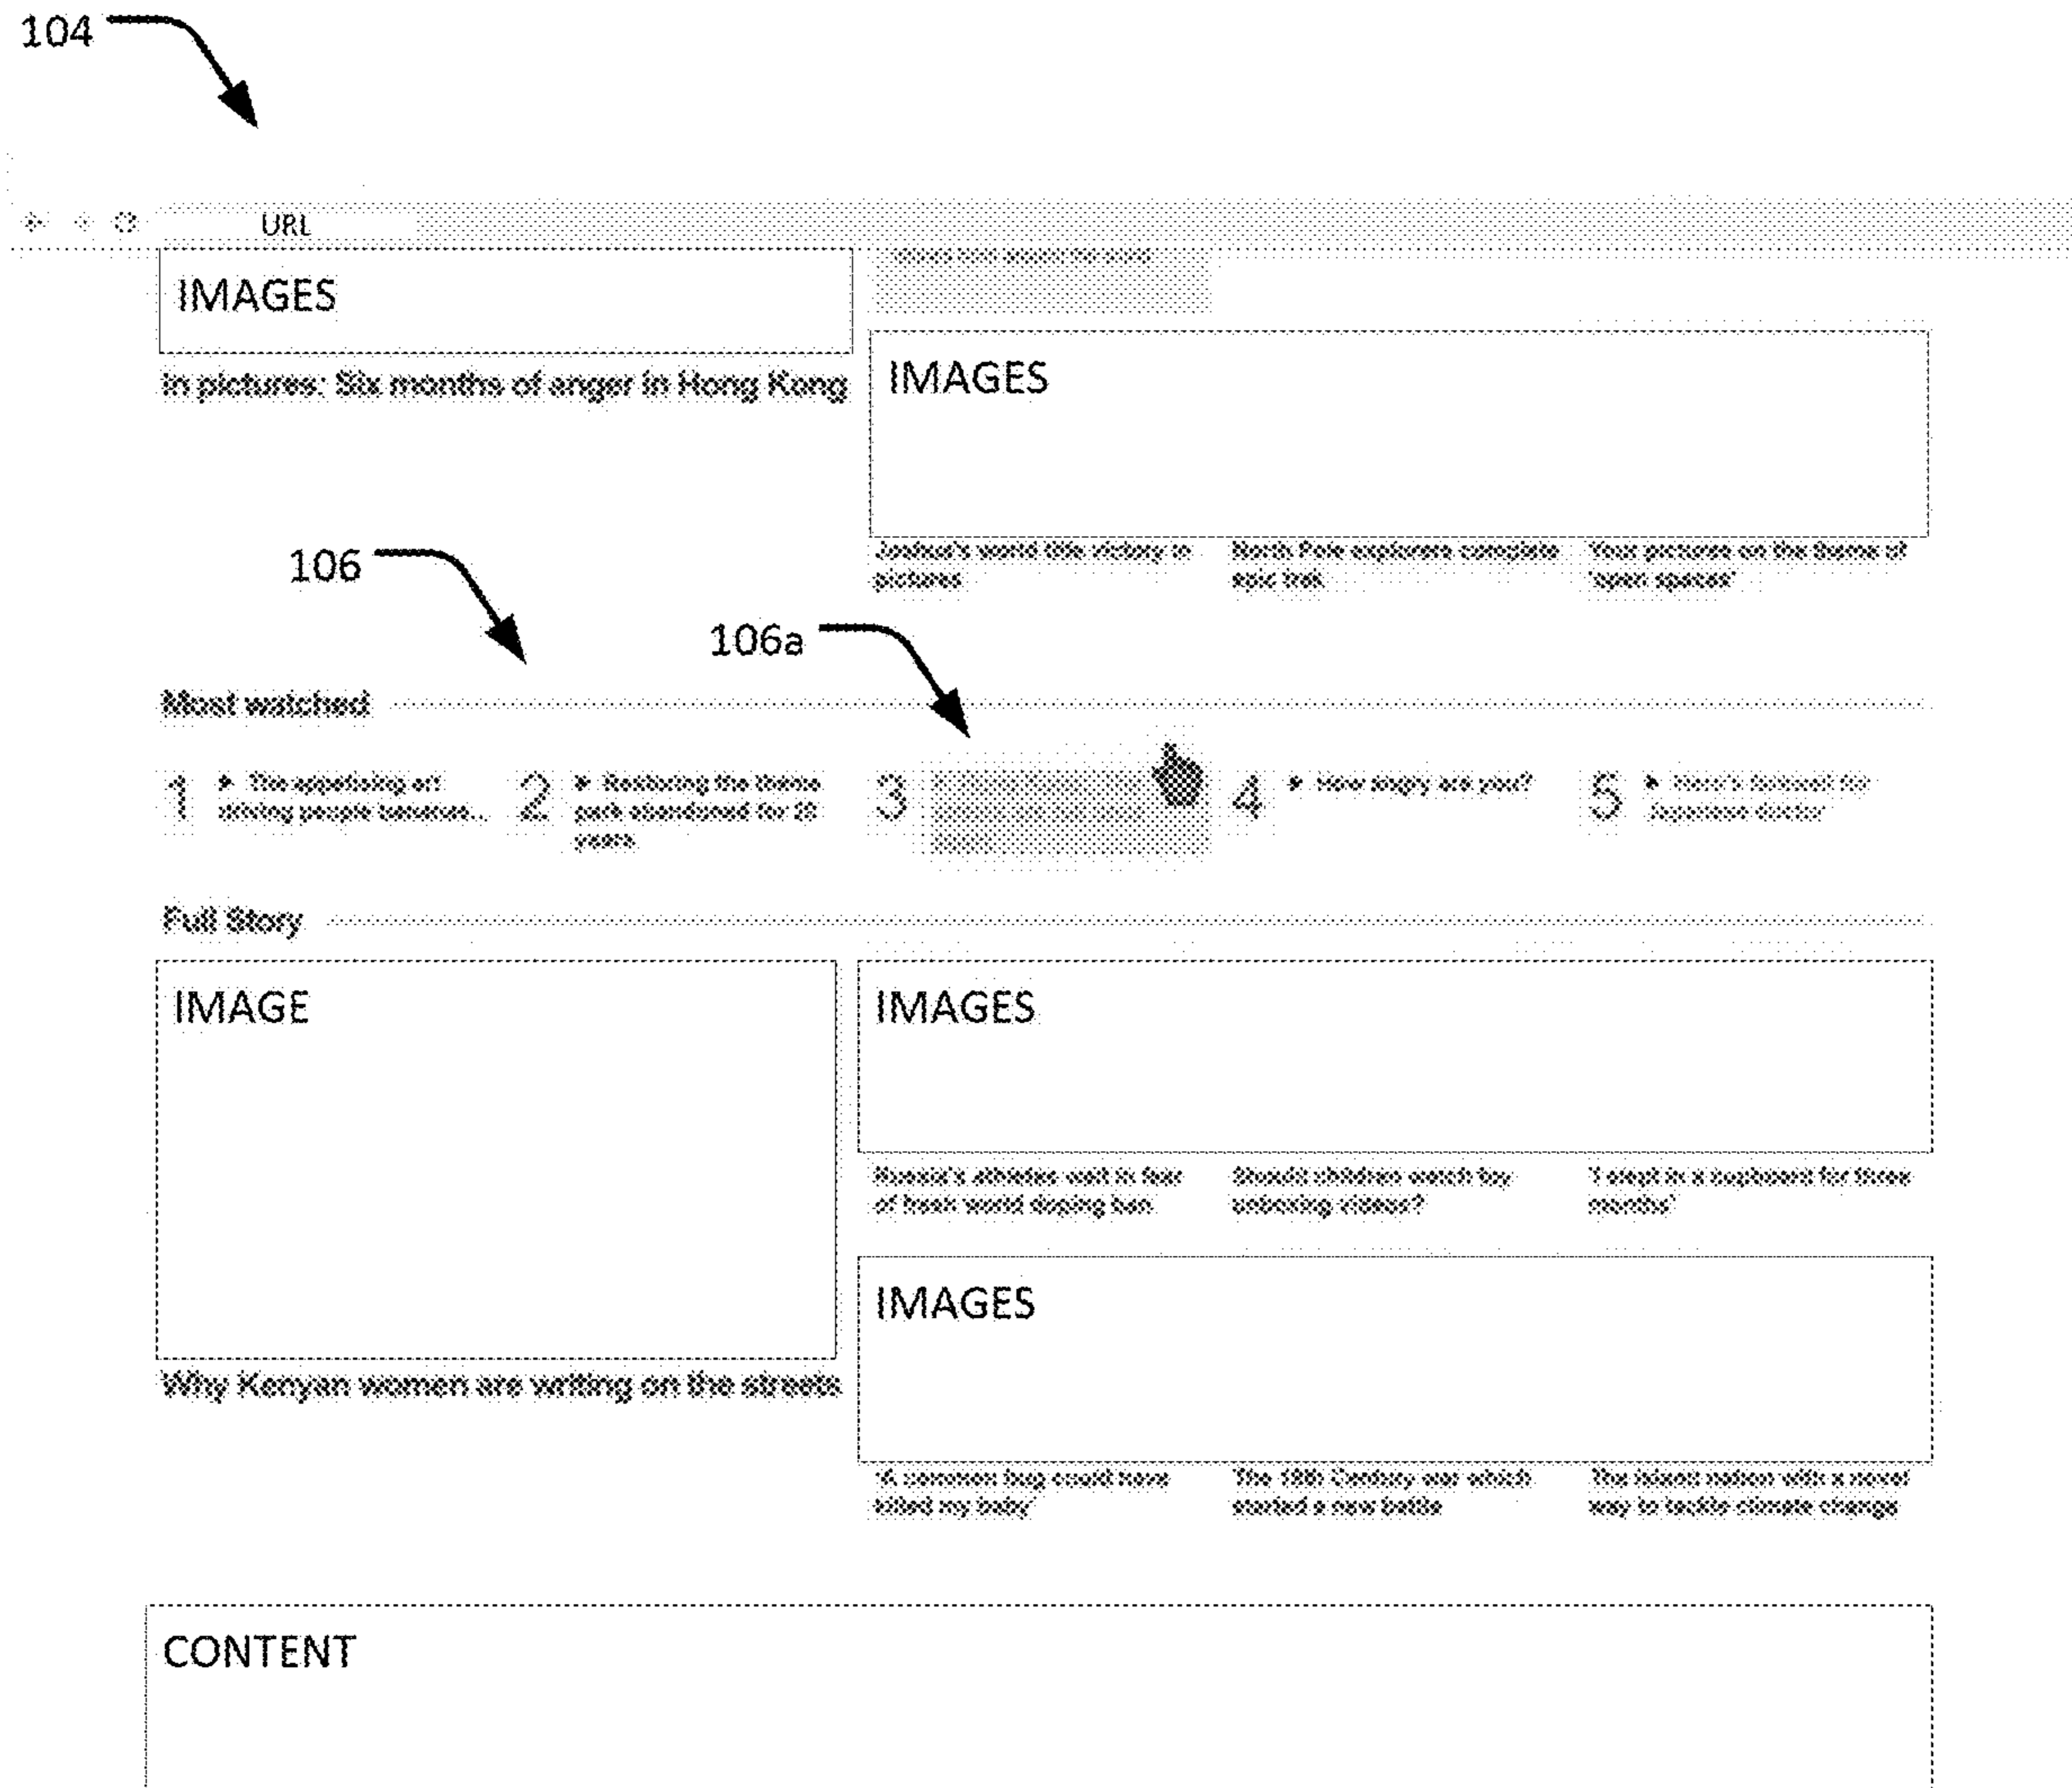 104
URL
IMAGES
In pictures: Six months of anger in Hong Kong
IMAGES
Joshua's world title victory in
pictures
North Pole explorers complete
epic trek
Your pictures on the theme of
'open spaces'
106
106a
Most watched
1
The appetising art
driving people bananas...
2
Restoring the theme
park abandoned for 22
years
3
4
How angry are you?
5
Hero's farewell for
Japanese doctor
Full Story
IMAGE
Why Kenyan women are writing on the streets
IMAGES
Russia's athletes wait in fear
of fresh world doping ban
Should children watch toy
unboxing videos?
'I slept in a cupboard for three
months'
IMAGES
'A common bug could have
killed my baby'
The 18th Century war which
started a new battle
The island nation with a novel
way to tackle climate change
CONTENT